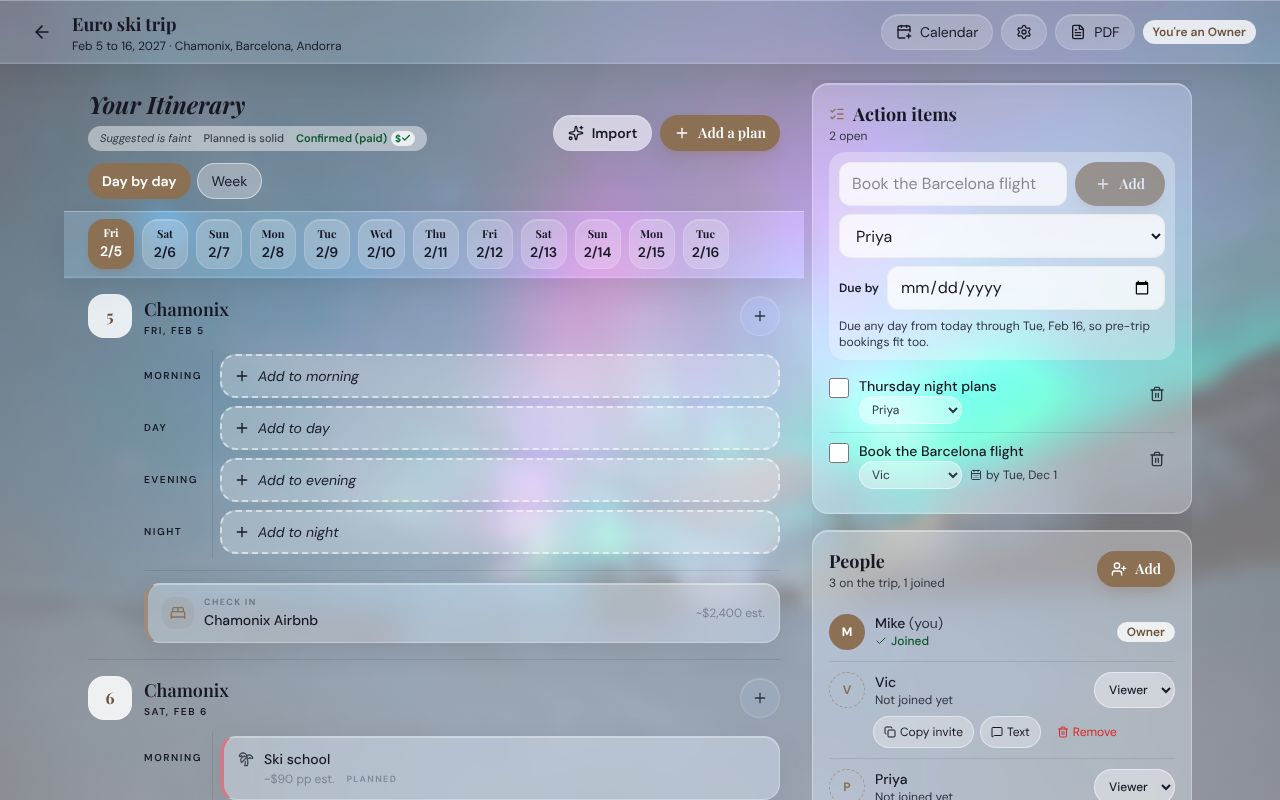 Euro ski trip
Feb 5 to 16, 2027 · Chamonix, Barcelona, Andorra
Calendar
PDF
You're an Owner
Your Itinerary
Suggested is faint Planned is solid Confirmed (paid) $✓
Import
+ Add a plan
Day by day
Week
Fri 2/5
Sat 2/6
Sun 2/7
Mon 2/8
Tue 2/9
Wed 2/10
Thu 2/11
Fri 2/12
Sat 2/13
Sun 2/14
Mon 2/15
Tue 2/16
5
Chamonix
FRI, FEB 5
+
MORNING
+ Add to morning
DAY
+ Add to day
EVENING
+ Add to evening
NIGHT
+ Add to night
CHECK IN
Chamonix Airbnb
~$2,400 est.
6
Chamonix
SAT, FEB 6
+
MORNING
Ski school
~$90 pp est. PLANNED
Action items
2 open
Book the Barcelona flight
+ Add
Priya
Due by
mm/dd/yyyy
Due any day from today through Tue, Feb 16, so pre-trip
bookings fit too.
Thursday night plans
Priya
Book the Barcelona flight
Vic
by Tue, Dec 1
People
3 on the trip, 1 joined
Add
M
Mike (you)
Joined
Owner
V
Vic
Not joined yet
Viewer
Copy invite
Text
Remove
P
Priya
Not joined yet
Viewer